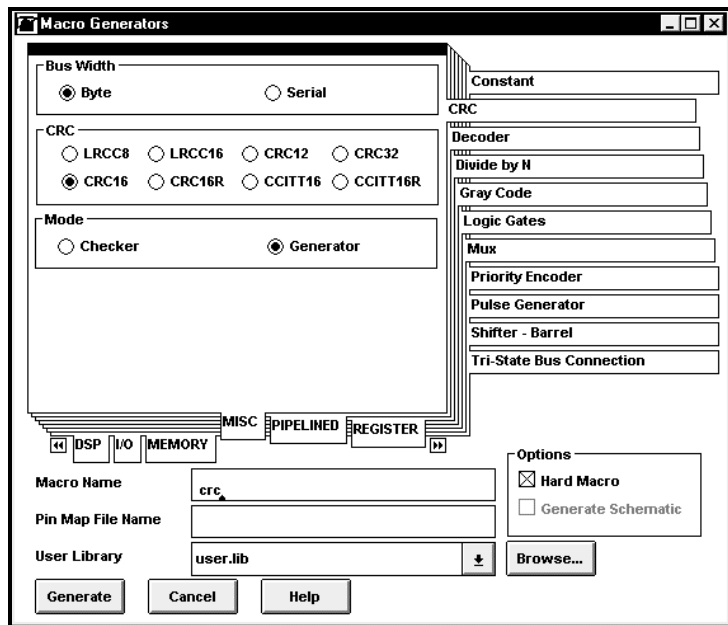 Macro Generators
Bus Width
Byte Serial
CRC
LRCC8 LRCC16 CRC12 CRC32
CRC16 CRC16R CCITT16 CCITT16R
Mode
Checker Generator
Constant
CRC
Decoder
Divide by N
Gray Code
Logic Gates
Mux
Priority Encoder
Pulse Generator
Shifter - Barrel
Tri-State Bus Connection
DSP I/O MEMORY MISC PIPELINED REGISTER
Macro Name crc
Pin Map File Name
User Library user.lib
Options
Hard Macro
Generate Schematic
Browse...
Generate Cancel Help